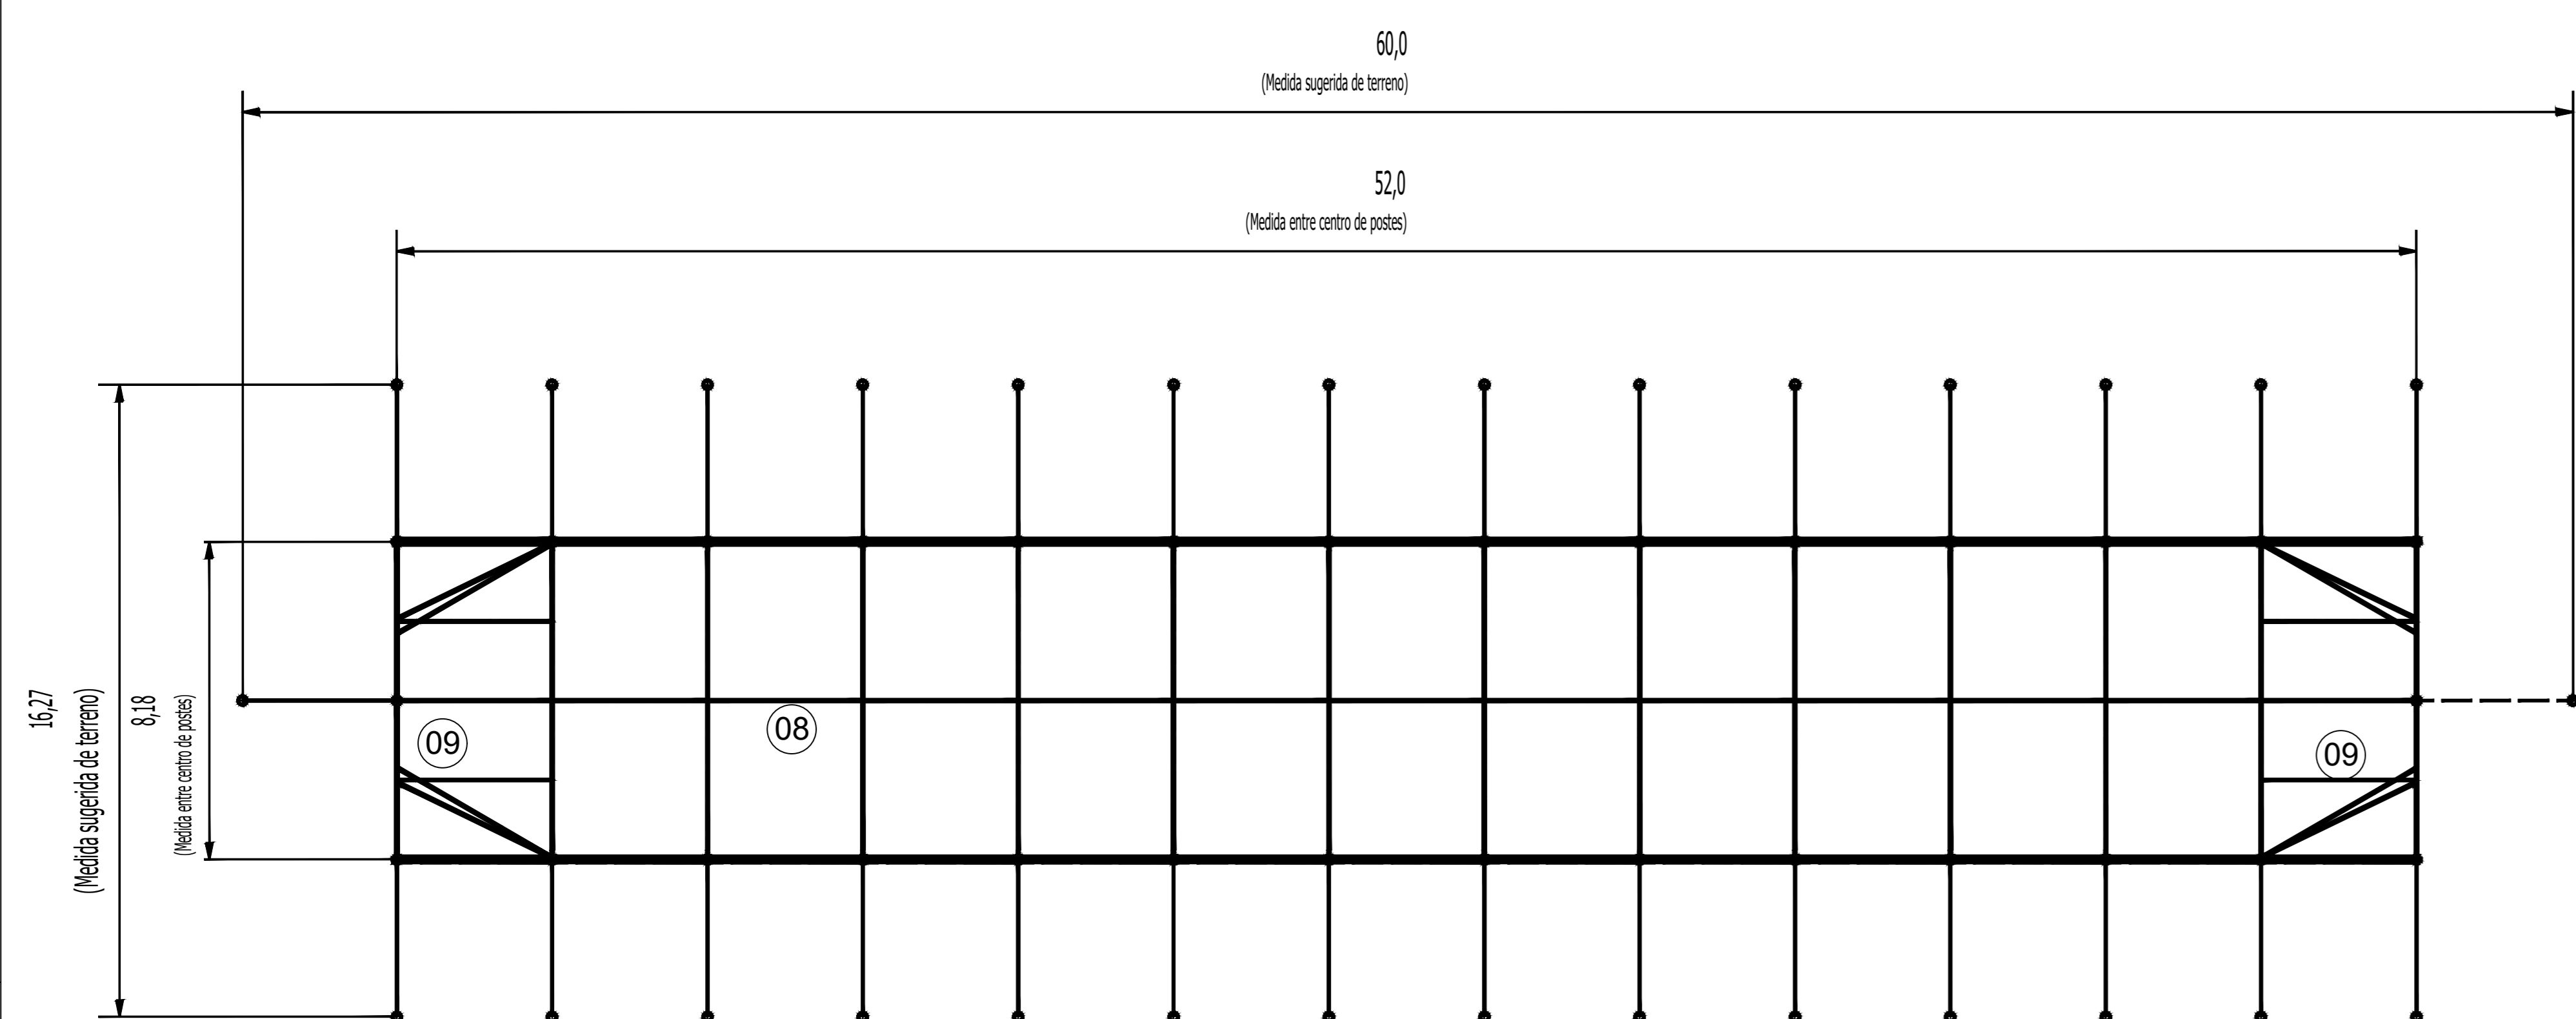 60,0
(Medida sugerida de terreno)
52,0
(Medida entre centro de postes)
16,27
(Medida sugerida de terreno)
8,18
(Medida entre centro de postes)
09
08
09